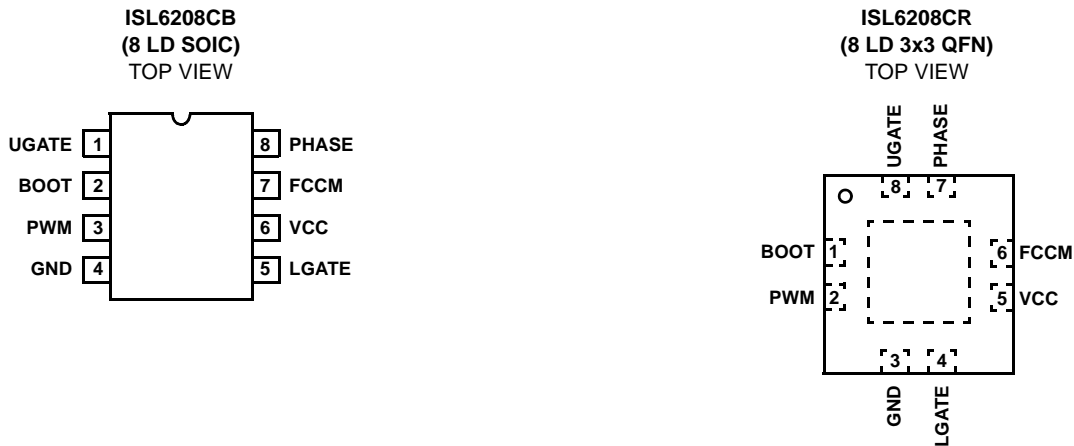 ISL6208CB
(8 LD SOIC)
TOP VIEW
UGATE 1
BOOT 2
PWM 3
GND 4
8 PHASE
7 FCCM
6 VCC
5 LGATE
ISL6208CR
(8 LD 3x3 QFN)
TOP VIEW
UGATE
PHASE
8 7
BOOT 1
PWM 2
6 FCCM
5 VCC
3 4
GND
LGATE